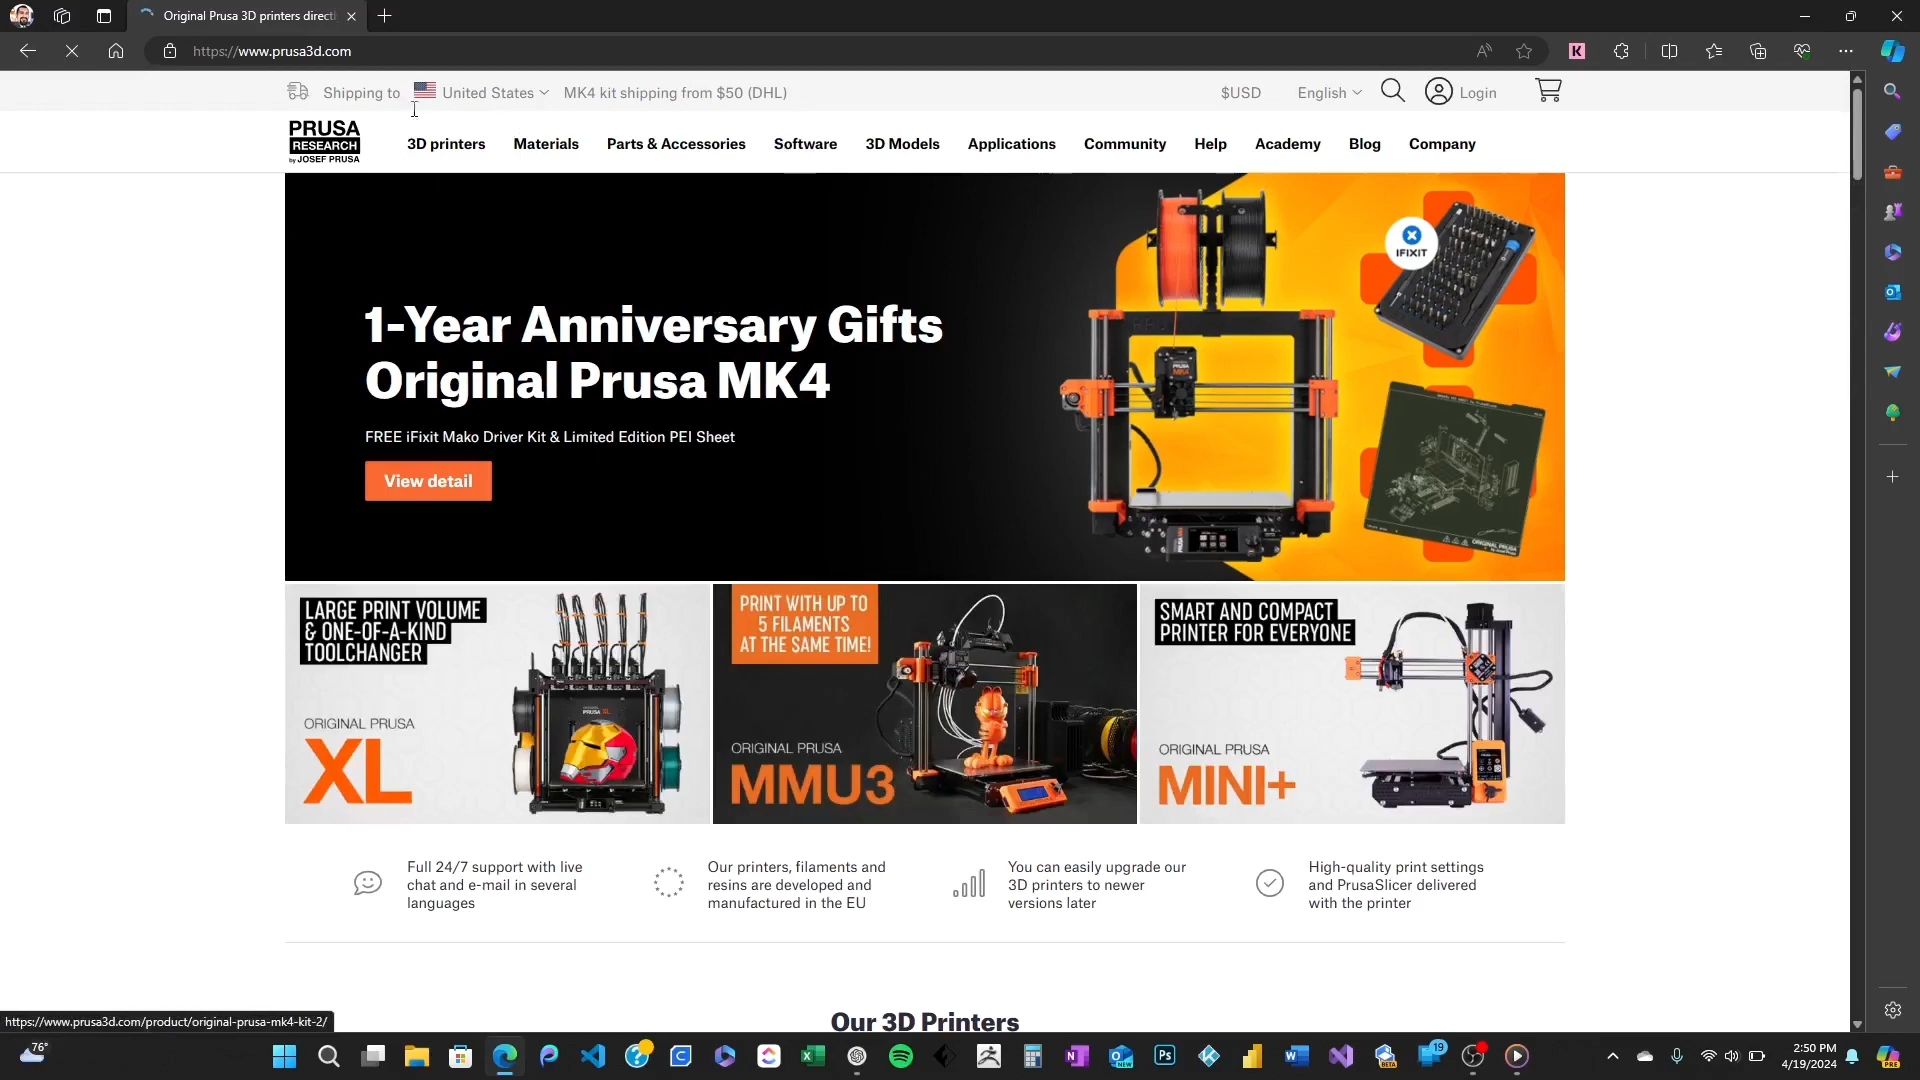 Original Prusa 3D printers direct
https://www.prusa3d.com
Shipping to United States MK4 kit shipping from $50 (DHL)
$USD English Login
PRUSA
RESEARCH
by JOSEF PRUSA
3D printers Materials Parts & Accessories Software 3D Models Applications Community Help Academy Blog Company
1-Year Anniversary Gifts
Original Prusa MK4
FREE iFixit Mako Driver Kit & Limited Edition PEI Sheet
View detail
IFIXIT
PRUSA
MK4
ORIGINAL PRUSA
LARGE PRINT VOLUME
& ONE-OF-A-KIND
TOOLCHANGER
ORIGINAL PRUSA
XL
PRINT WITH UP TO
5 FILAMENTS
AT THE SAME TIME!
ORIGINAL PRUSA
MMU3
SMART AND COMPACT
PRINTER FOR EVERYONE
ORIGINAL PRUSA
MINI+
Full 24/7 support with live
chat and e-mail in several
languages
Our printers, filaments and
resins are developed and
manufactured in the EU
You can easily upgrade our
3D printers to newer
versions later
High-quality print settings
and PrusaSlicer delivered
with the printer
Our 3D Printers
https://www.prusa3d.com/product/original-prusa-mk4-kit-2/
76°
19
2:50 PM
4/19/2024